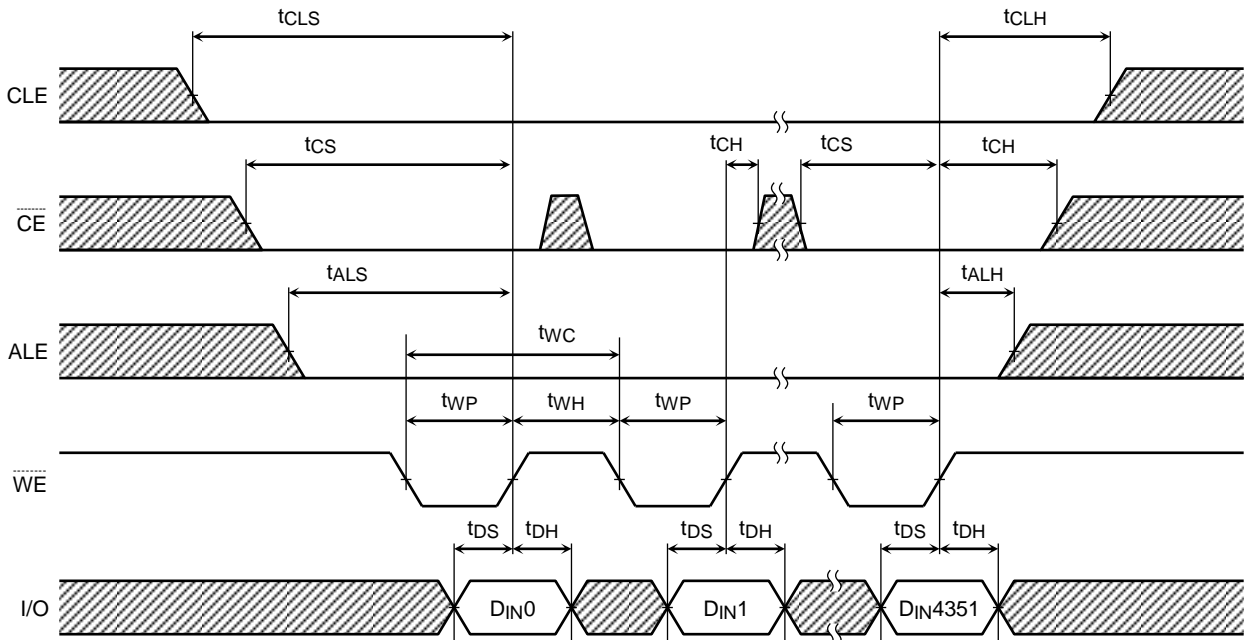 tCLS tCLH
CLE
tCS tCH tCS tCH
CE
tALS tALH
ALE
tWC
tWP tWH tWP tWP
WE
tDS tDH tDS tDH tDS tDH
I/O DIN0 DIN1 DIN4351